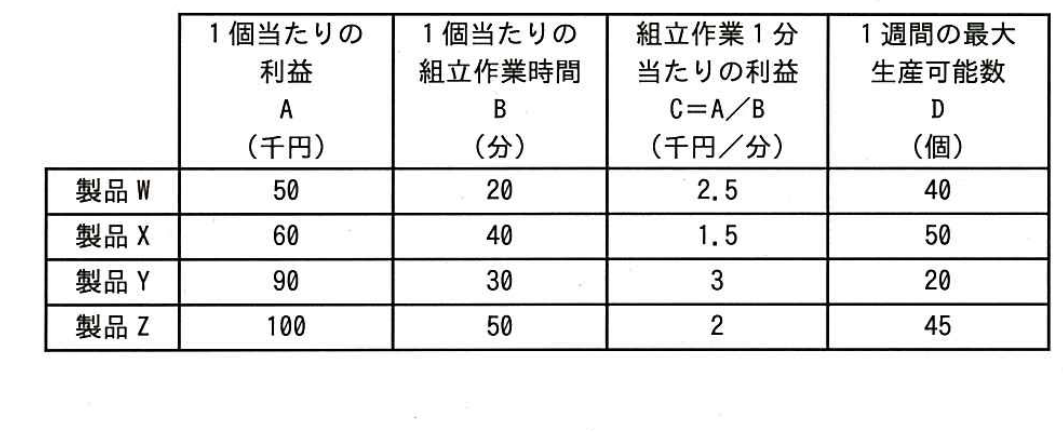 1個当たりの 1個当たりの 組立作業1分 1週間の最大
利益 組立作業時間 当たりの利益 生産可能数
A B C=A/B D
(千円) (分) (千円/分) (個)
製品W 50 20 2.5 40
製品X 60 40 1.5 50
製品Y 90 30 3 20
製品Z 100 50 2 45